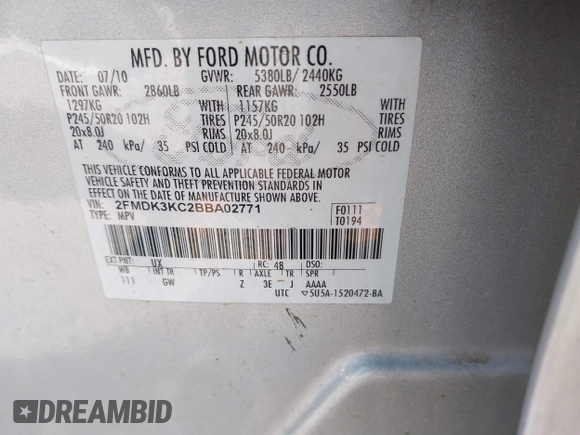 MFD. BY FORD MOTOR CO.
DATE: 07/10 GVWR: 5380LB/ 2440KG
FRONT GAWR: 2860LB REAR GAWR: 2550LB
1297KG WITH 1157KG WITH
P245/50R20 102H TIRES P245/50R20 102H TIRES
20x8.0J RIMS 20x8.0J RIMS
AT 240 kPa/ 35 PSI COLD AT 240 kPa/ 35 PSI COLD
THIS VEHICLE CONFORMS TO ALL APPLICABLE FEDERAL MOTOR
VEHICLE SAFETY AND THEFT PREVENTION STANDARDS IN
EFFECT ON THE DATE OF MANUFACTURE SHOWN ABOVE.
VIN: 2FMDK3KC2BBA02771 F0111
TYPE: MPV T0194
EXT PNT: UX RC: 48
WB INT TR TP/PS R AXLE TR SPR
111 GW Z 3E J AAAA
UTC ▽5U5A-1520472-BA
DREAMBID